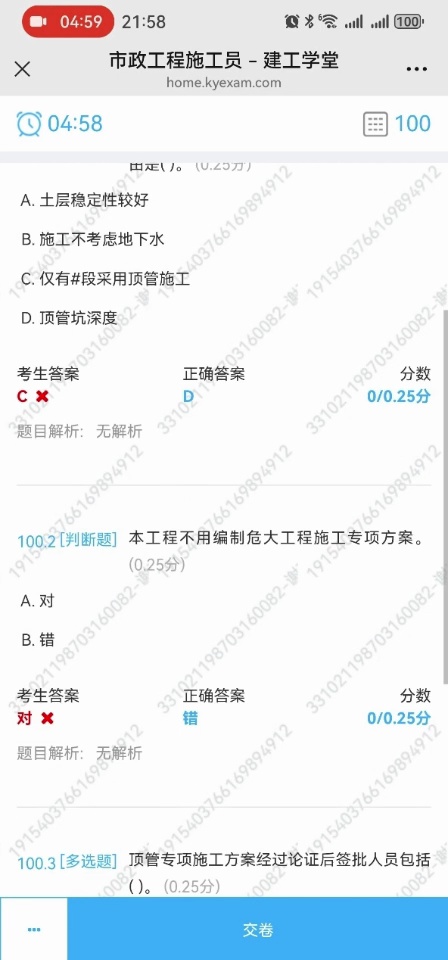 04:59 21:58 100
市政工程施工员 – 建工学堂
home.kyexam.com
04:58 100
由是( )。 (0.25分)
A. 土层稳定性较好
B. 施工不考虑地下水
C. 仅有#段采用顶管施工
D. 顶管坑深度
考生答案 正确答案 分数
C D 0/0.25分
题目解析: 无解析
100.2 [判断题] 本工程不用编制危大工程施工专项方案。
(0.25分)
A. 对
B. 错
考生答案 正确答案 分数
对 错 0/0.25分
题目解析: 无解析
100.3 [多选题] 顶管专项施工方案经过论证后签批人员包括
( )。 (0.25分)
交卷